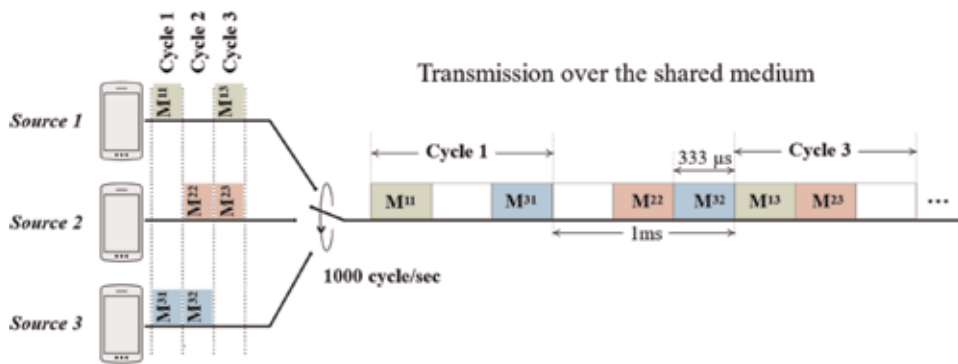 Cycle 1
Cycle 2
Cycle 3
Transmission over the shared medium
Source 1
M¹¹
M¹³
Cycle 1
333 µs
Cycle 3
Source 2
M²²
M²³
M¹¹
M³¹
M²²
M³²
M¹³
M²³
...
1ms
1000 cycle/sec
Source 3
M³¹
M³²